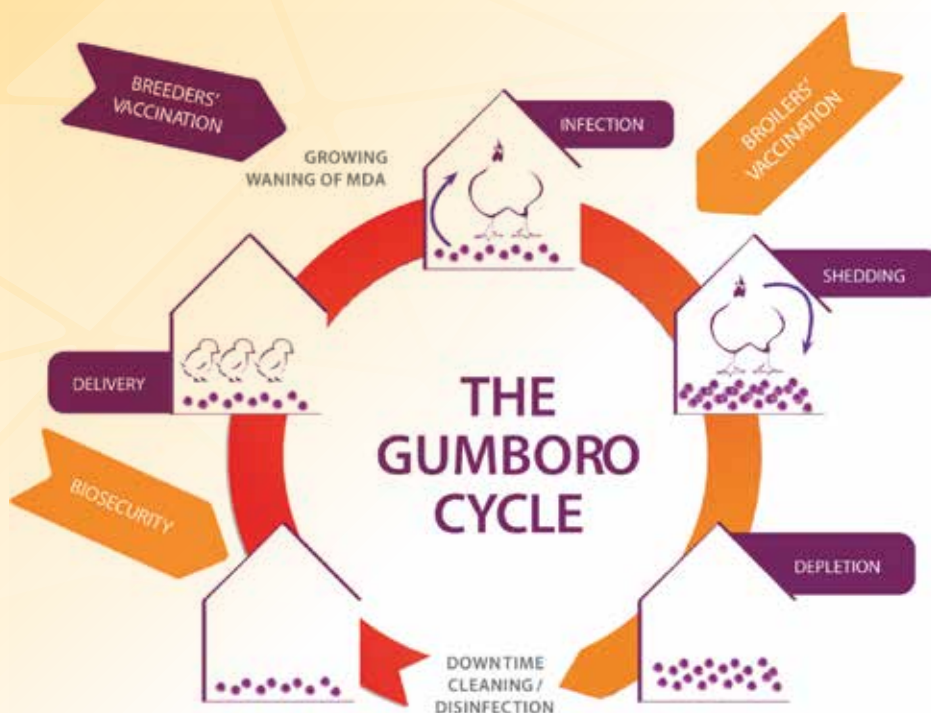 BREEDERS'
VACCINATION
GROWING
WANING OF MDA
INFECTION
BROILERS'
VACCINATION
SHEDDING
DELIVERY
THE
GUMBORO
CYCLE
BIOSECURITY
DEPLETION
DOWNTIME
CLEANING /
DISINFECTION